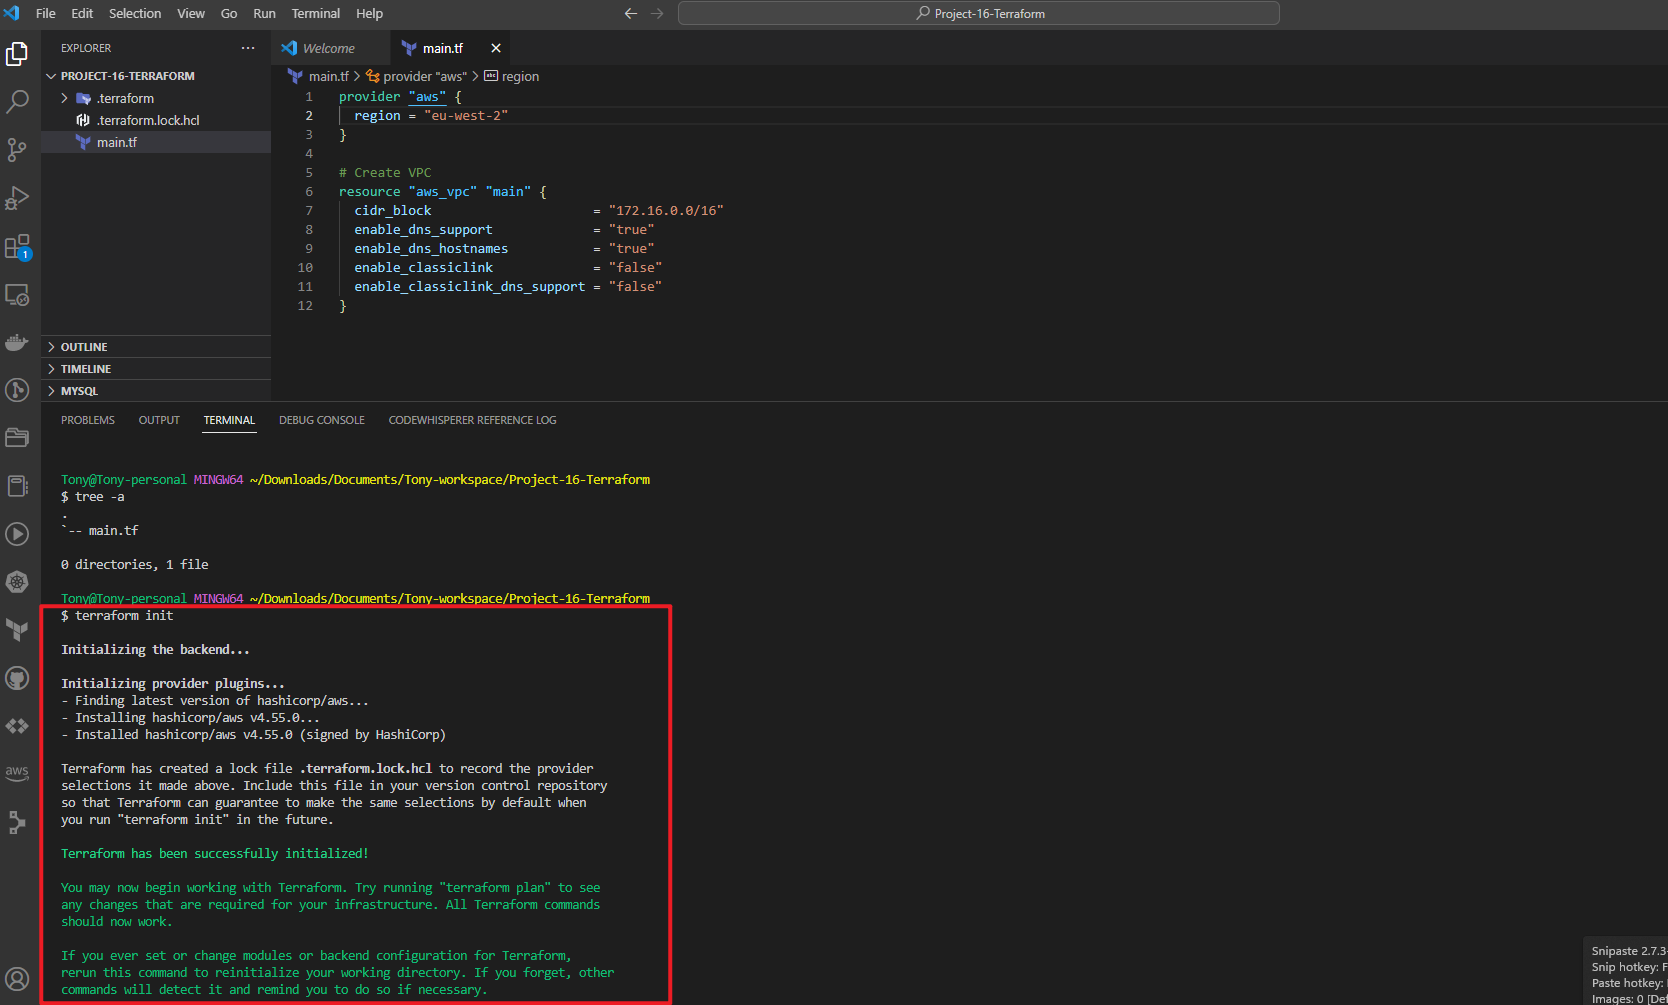 File Edit Selection View Go Run Terminal Help
Project-16-Terraform
EXPLORER
PROJECT-16-TERRAFORM
.terraform
.terraform.lock.hcl
main.tf
OUTLINE
TIMELINE
MYSQL
1
aws
Welcome
main.tf
main.tf > provider "aws" > abc region
1 provider "aws" {
2 region = "eu-west-2"
3 }
4
5 # Create VPC
6 resource "aws_vpc" "main" {
7 cidr_block = "172.16.0.0/16"
8 enable_dns_support = "true"
9 enable_dns_hostnames = "true"
10 enable_classiclink = "false"
11 enable_classiclink_dns_support = "false"
12 }
PROBLEMS OUTPUT TERMINAL DEBUG CONSOLE CODEWHISPERER REFERENCE LOG
Tony@Tony-personal MINGW64 ~/Downloads/Documents/Tony-workspace/Project-16-Terraform
$ tree -a
.
`-- main.tf
0 directories, 1 file
Tony@Tony-personal MINGW64 ~/Downloads/Documents/Tony-workspace/Project-16-Terraform
$ terraform init
Initializing the backend...
Initializing provider plugins...
- Finding latest version of hashicorp/aws...
- Installing hashicorp/aws v4.55.0...
- Installed hashicorp/aws v4.55.0 (signed by HashiCorp)
Terraform has created a lock file .terraform.lock.hcl to record the provider
selections it made above. Include this file in your version control repository
so that Terraform can guarantee to make the same selections by default when
you run "terraform init" in the future.
Terraform has been successfully initialized!
You may now begin working with Terraform. Try running "terraform plan" to see
any changes that are required for your infrastructure. All Terraform commands
should now work.
If you ever set or change modules or backend configuration for Terraform,
rerun this command to reinitialize your working directory. If you forget, other
commands will detect it and remind you to do so if necessary.
Snipaste 2.7.3-
Snip hotkey: F
Paste hotkey:
Images: 0 [De